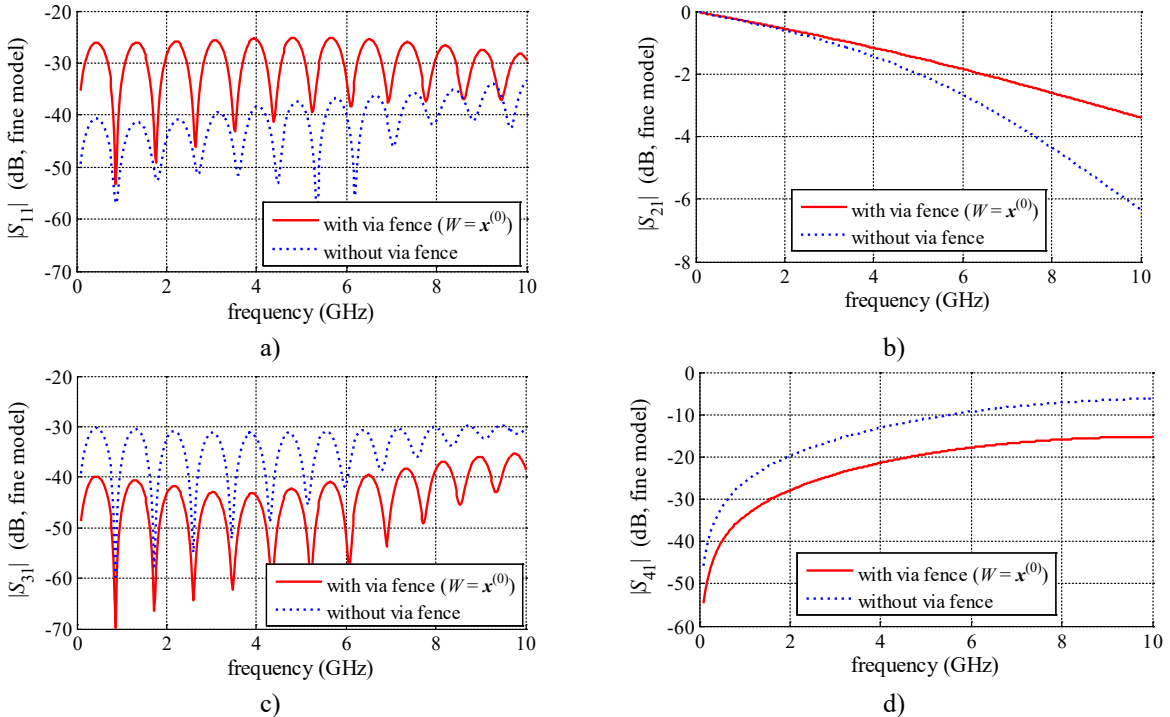 -20
-30
-40
-50
-60
-70
|S11| (dB, fine model)
with via fence (W = x(0))
without via fence
0 2 4 6 8 10
frequency (GHz)
a)
0
-2
-4
-6
-8
|S21| (dB, fine model)
with via fence (W = x(0))
without via fence
0 2 4 6 8 10
frequency (GHz)
b)
-20
-30
-40
-50
-60
-70
|S31| (dB, fine model)
with via fence (W = x(0))
without via fence
0 2 4 6 8 10
frequency (GHz)
c)
0
-10
-20
-30
-40
-50
-60
|S41| (dB, fine model)
with via fence (W = x(0))
without via fence
0 2 4 6 8 10
frequency (GHz)
d)